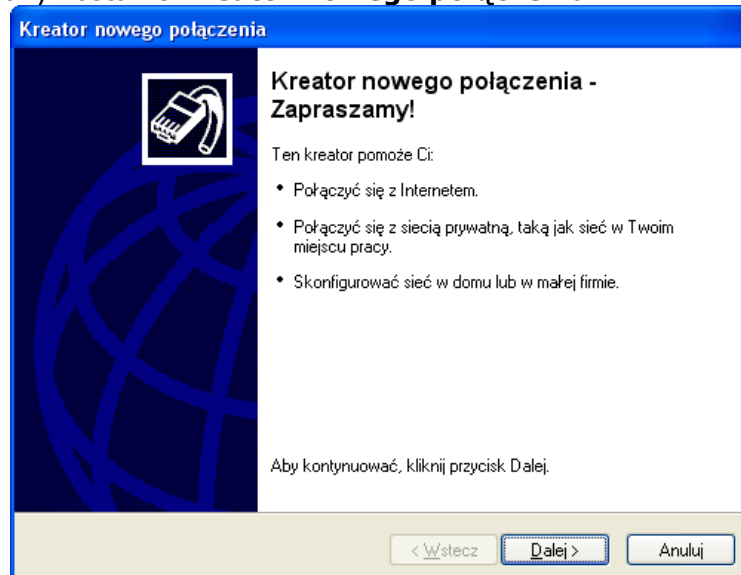 Kreator nowego połączenia
Kreator nowego połączenia -
Zapraszamy!
Ten kreator pomoże Ci:
• Połączyć się z Internetem.
• Połączyć się z siecią prywatną, taką jak sieć w Twoim
miejscu pracy.
• Skonfigurować sieć w domu lub w małej firmie.
Aby kontynuować, kliknij przycisk Dalej.
< Wstecz Dalej > Anuluj